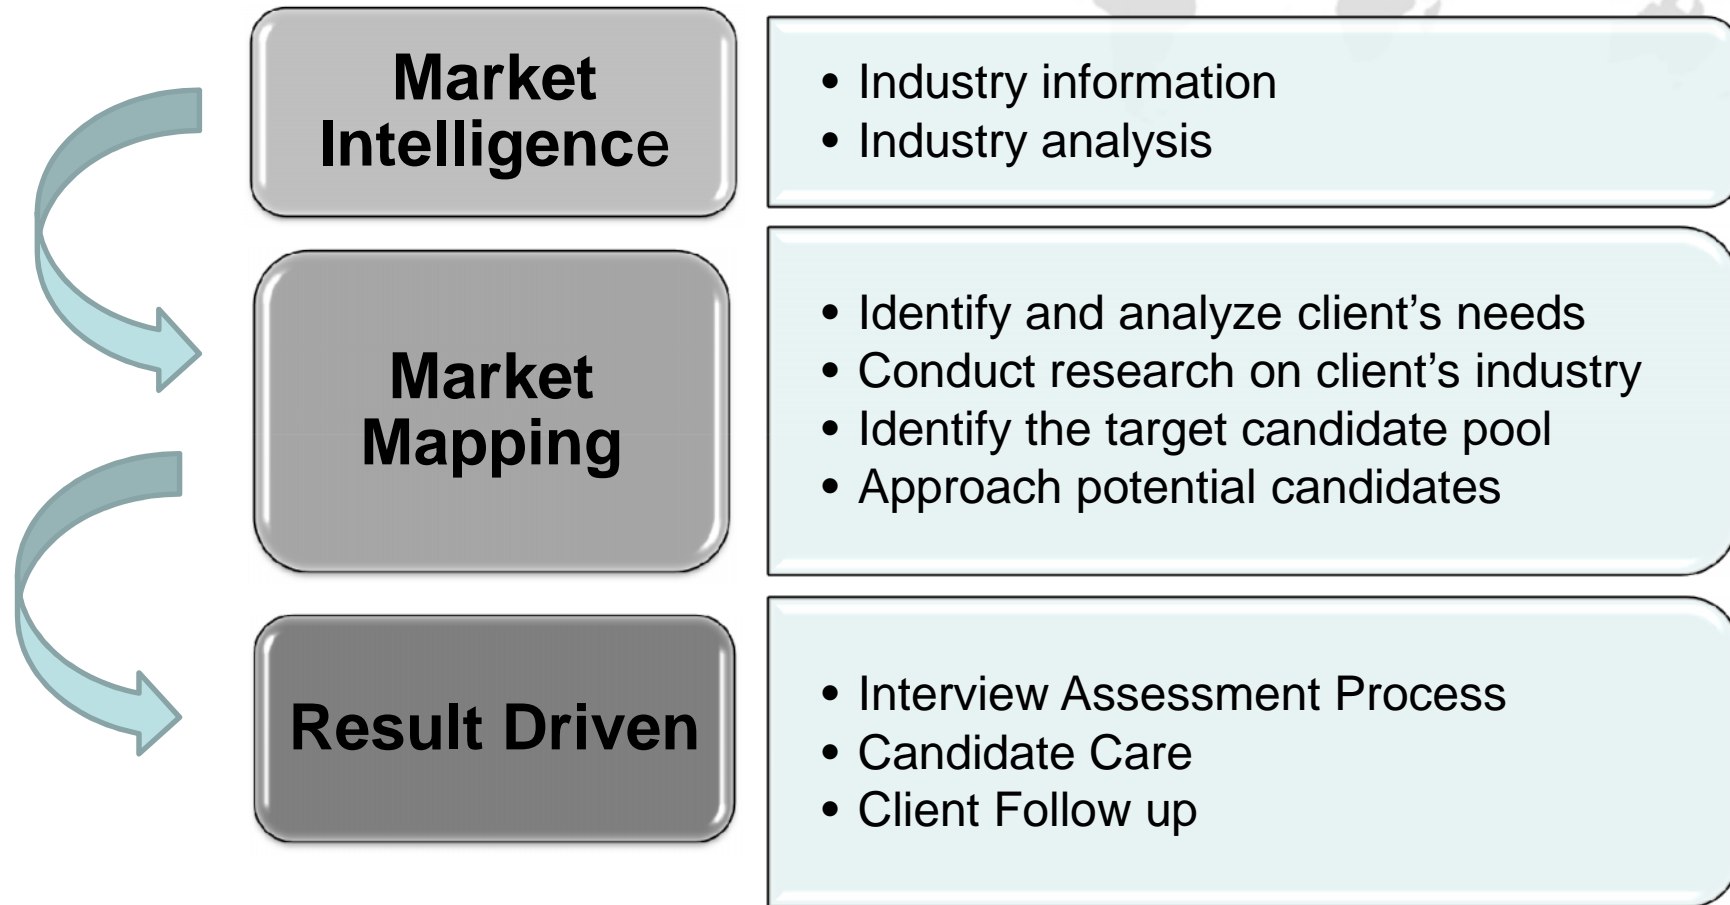 Market
Intelligence
• Industry information
• Industry analysis
Market
Mapping
• Identify and analyze client’s needs
• Conduct research on client’s industry
• Identify the target candidate pool
• Approach potential candidates
Result Driven
• Interview Assessment Process
• Candidate Care
• Client Follow up